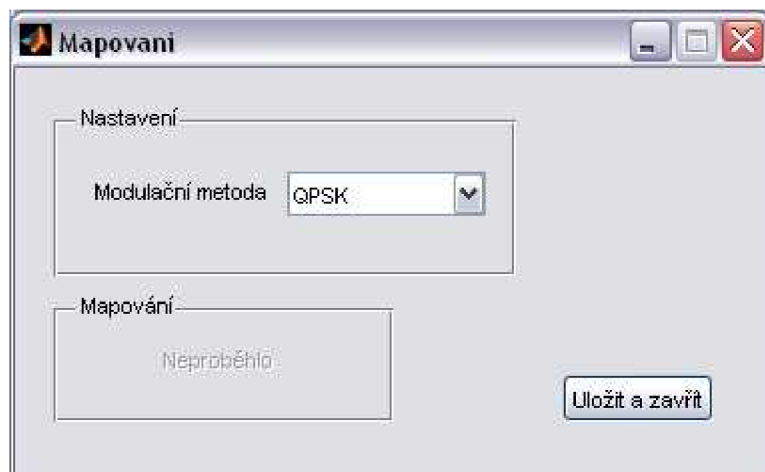 Mapovani
Nastavení
Modulační metoda QPSK
Mapování
Neproběhlo
Uložit a zavřít